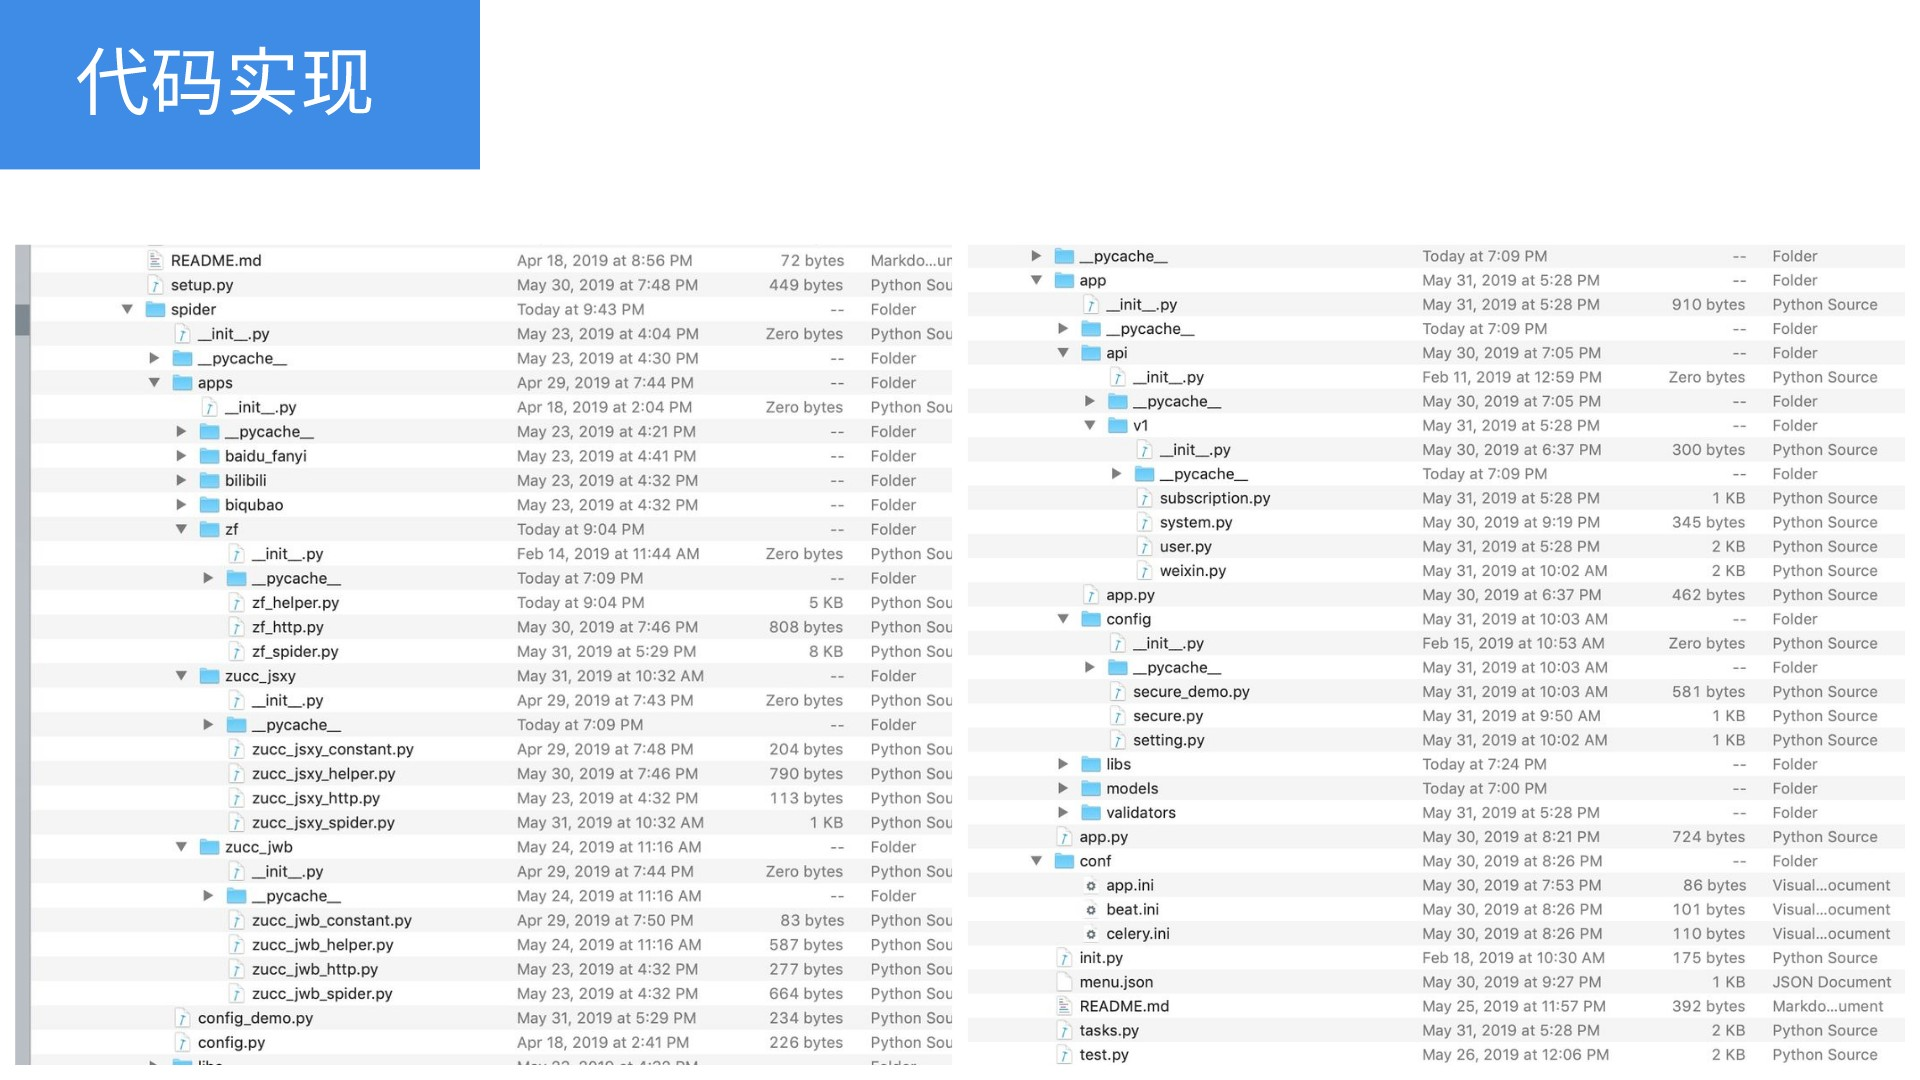 代码实现
README.md Apr 18, 2019 at 8:56 PM 72 bytes Markdo...ur
setup.py May 30, 2019 at 7:48 PM 449 bytes Python Sou
spider Today at 9:43 PM -- Folder
__init__.py May 23, 2019 at 4:04 PM Zero bytes Python Sou
__pycache__ May 23, 2019 at 4:30 PM -- Folder
apps Apr 29, 2019 at 7:44 PM -- Folder
__init__.py Apr 18, 2019 at 2:04 PM Zero bytes Python Sou
__pycache__ May 23, 2019 at 4:21 PM -- Folder
baidu_fanyi May 23, 2019 at 4:41 PM -- Folder
bilibili May 23, 2019 at 4:32 PM -- Folder
biqubao May 23, 2019 at 4:32 PM -- Folder
zf Today at 9:04 PM -- Folder
__init__.py Feb 14, 2019 at 11:44 AM Zero bytes Python Sou
__pycache__ Today at 7:09 PM -- Folder
zf_helper.py Today at 9:04 PM 5 KB Python Sou
zf_http.py May 30, 2019 at 7:46 PM 808 bytes Python Sou
zf_spider.py May 31, 2019 at 5:29 PM 8 KB Python Sou
zucc_jsxy May 31, 2019 at 10:32 AM -- Folder
__init__.py Apr 29, 2019 at 7:43 PM Zero bytes Python Sou
__pycache__ Today at 7:09 PM -- Folder
zucc_jsxy_constant.py Apr 29, 2019 at 7:48 PM 204 bytes Python Sou
zucc_jsxy_helper.py May 30, 2019 at 7:46 PM 790 bytes Python Sou
zucc_jsxy_http.py May 23, 2019 at 4:32 PM 113 bytes Python Sou
zucc_jsxy_spider.py May 31, 2019 at 10:32 AM 1 KB Python Sou
zucc_jwb May 24, 2019 at 11:16 AM -- Folder
__init__.py Apr 29, 2019 at 7:44 PM Zero bytes Python Sou
__pycache__ May 24, 2019 at 11:16 AM -- Folder
zucc_jwb_constant.py Apr 29, 2019 at 7:50 PM 83 bytes Python Sou
zucc_jwb_helper.py May 24, 2019 at 11:16 AM 587 bytes Python Sou
zucc_jwb_http.py May 23, 2019 at 4:32 PM 277 bytes Python Sou
zucc_jwb_spider.py May 23, 2019 at 4:32 PM 664 bytes Python Sou
config_demo.py May 31, 2019 at 5:29 PM 234 bytes Python Sou
config.py Apr 18, 2019 at 2:41 PM 226 bytes Python Sou
__pycache__ Today at 7:09 PM -- Folder
app May 31, 2019 at 5:28 PM -- Folder
__init__.py May 31, 2019 at 5:28 PM 910 bytes Python Source
__pycache__ Today at 7:09 PM -- Folder
api May 30, 2019 at 7:05 PM -- Folder
__init__.py Feb 11, 2019 at 12:59 PM Zero bytes Python Source
__pycache__ May 30, 2019 at 7:05 PM -- Folder
v1 May 31, 2019 at 5:28 PM -- Folder
__init__.py May 30, 2019 at 6:37 PM 300 bytes Python Source
__pycache__ Today at 7:09 PM -- Folder
subscription.py May 31, 2019 at 5:28 PM 1 KB Python Source
system.py May 30, 2019 at 9:19 PM 345 bytes Python Source
user.py May 31, 2019 at 5:28 PM 2 KB Python Source
weixin.py May 31, 2019 at 10:02 AM 2 KB Python Source
app.py May 30, 2019 at 6:37 PM 462 bytes Python Source
config May 31, 2019 at 10:03 AM -- Folder
__init__.py Feb 15, 2019 at 10:53 AM Zero bytes Python Source
__pycache__ May 31, 2019 at 10:03 AM -- Folder
secure_demo.py May 31, 2019 at 10:03 AM 581 bytes Python Source
secure.py May 31, 2019 at 9:50 AM 1 KB Python Source
setting.py May 31, 2019 at 10:02 AM 1 KB Python Source
libs Today at 7:24 PM -- Folder
models Today at 7:00 PM -- Folder
validators May 31, 2019 at 5:28 PM -- Folder
app.py May 30, 2019 at 8:21 PM 724 bytes Python Source
conf May 30, 2019 at 8:26 PM -- Folder
app.ini May 30, 2019 at 7:53 PM 86 bytes Visual...ocument
beat.ini May 30, 2019 at 8:26 PM 101 bytes Visual...ocument
celery.ini May 30, 2019 at 8:26 PM 110 bytes Visual...ocument
init.py Feb 18, 2019 at 10:30 AM 175 bytes Python Source
menu.json May 30, 2019 at 9:27 PM 1 KB JSON Document
README.md May 25, 2019 at 11:57 PM 392 bytes Markdo...ument
tasks.py May 31, 2019 at 5:28 PM 2 KB Python Source
test.py May 26, 2019 at 12:06 PM 2 KB Python Source